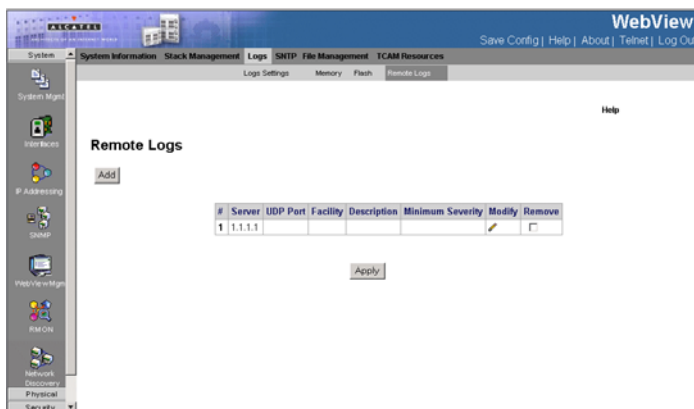 ALCATEL
WebView
Save Config | Help | About | Telnet | Log Ou
System
System Information Stack Management Logs SNTP File Management TCAM Resources
Logs Settings Memory Flash Remote Logs
System Mgmt
Help
Interfaces
Remote Logs
Add
IP Addressing
# Server UDP Port Facility Description Minimum Severity Modify Remove
1 1.1.1.1
SNMP
Apply
WebViewMgm
RMON
Network
Discovery
Physical
Security